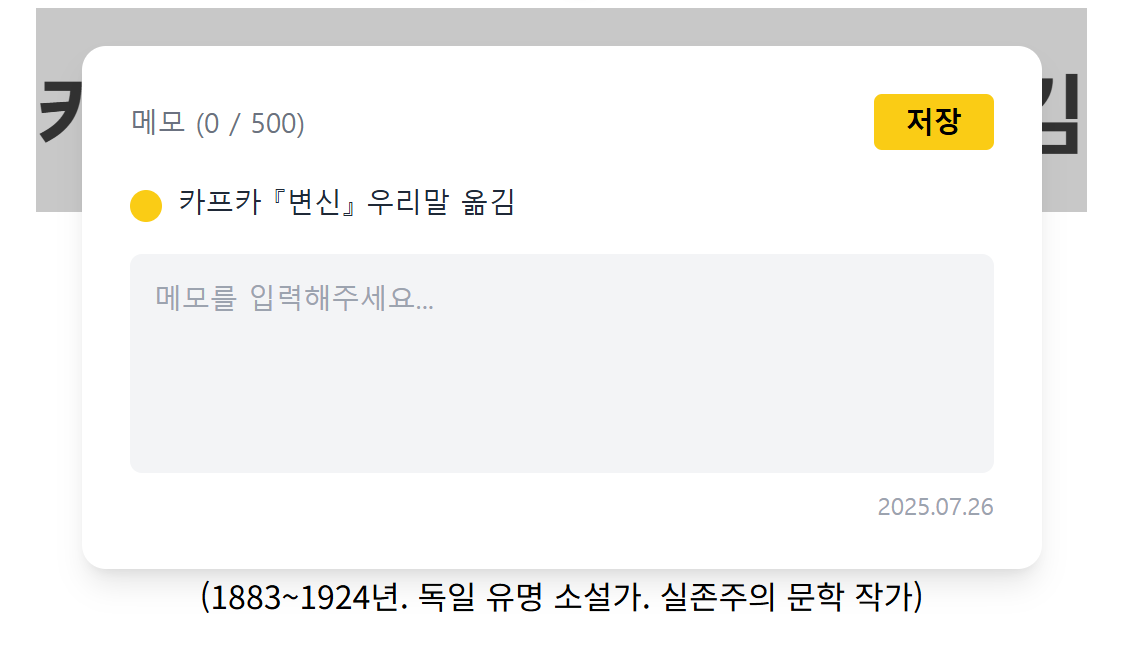 메모 (0 / 500)
저장
카프카『변신』우리말 옮김
메모를 입력해주세요...
2025.07.26
(1883~1924년. 독일 유명 소설가. 실존주의 문학 작가)